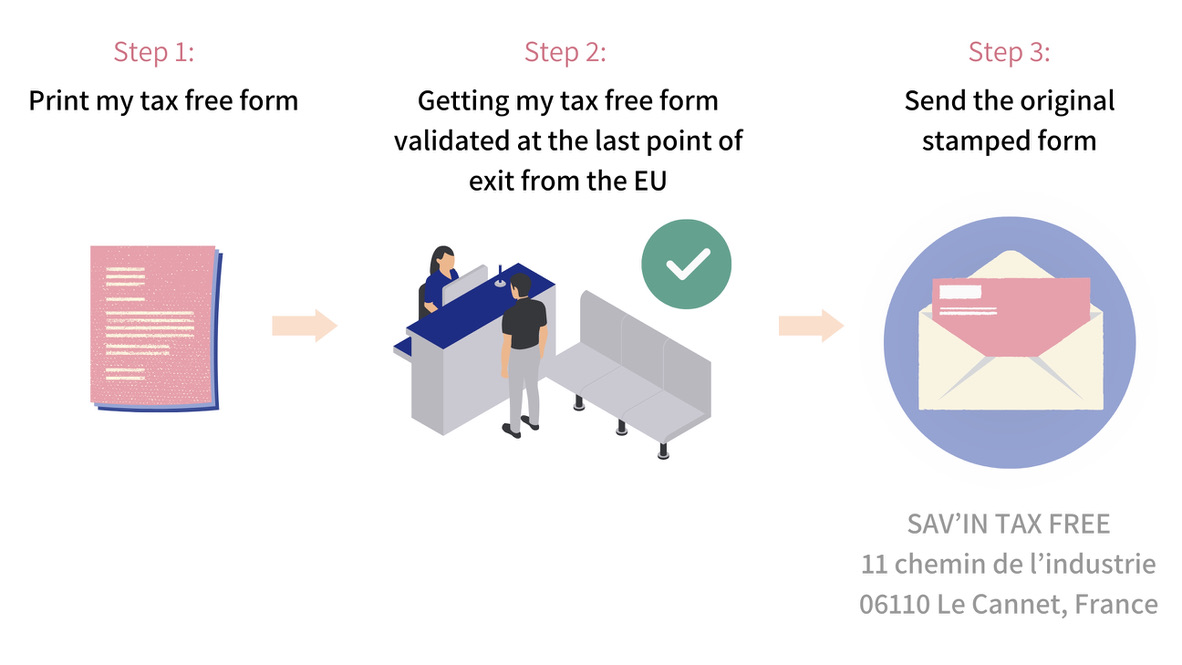 Step 1:
Print my tax free form
Step 2:
Getting my tax free form
validated at the last point of
exit from the EU
Step 3:
Send the original
stamped form
SAV’IN TAX FREE
11 chemin de l’industrie
06110 Le Cannet, France